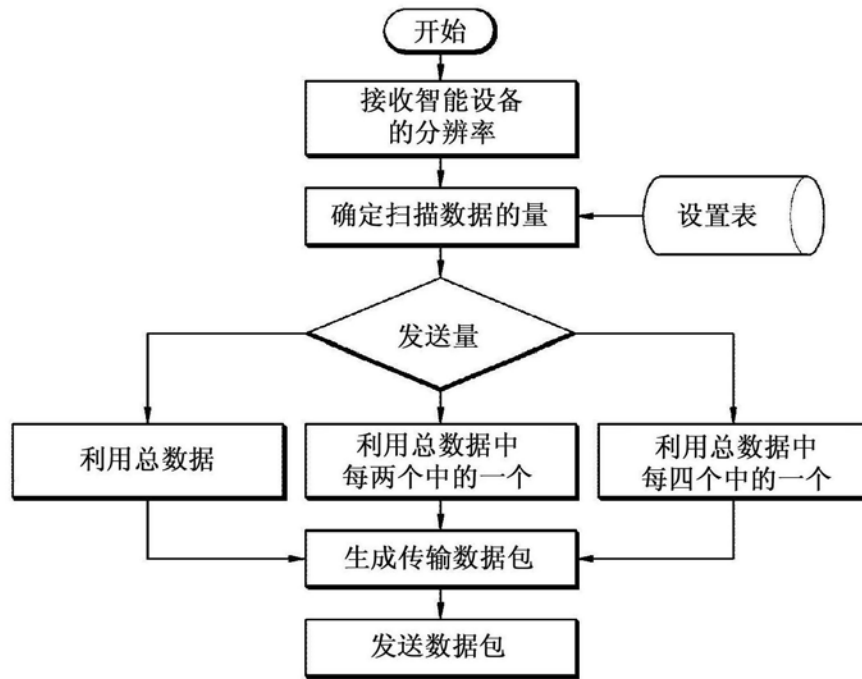 开始
接收智能设备
的分辨率
确定扫描数据的量
设置表
发送量
利用总数据
利用总数据中
每两个中的一个
利用总数据中
每四个中的一个
生成传输数据包
发送数据包